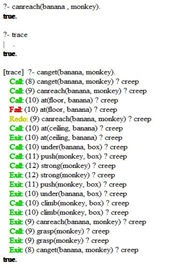 ?- canreach(banana , monkey).
true.
?- trace
| .
true.
[trace] ?- canget(banana, monkey).
Call: (8) canget(banana, monkey) ? creep
Call: (9) canreach(banana, monkey) ? creep
Call: (10) at(floor, banana) ? creep
Fail: (10) at(floor, banana) ? creep
Redo: (9) canreach(banana, monkey) ? creep
Call: (10) at(ceiling, banana) ? creep
Exit: (10) at(ceiling, banana) ? creep
Call: (10) under(banana, box) ? creep
Call: (11) push(monkey, box) ? creep
Call: (12) strong(monkey) ? creep
Exit: (12) strong(monkey) ? creep
Exit: (11) push(monkey, box) ? creep
Exit: (10) under(banana, box) ? creep
Call: (10) climb(monkey, box) ? creep
Exit: (10) climb(monkey, box) ? creep
Exit: (9) canreach(banana, monkey) ? creep
Call: (9) grasp(monkey) ? creep
Exit: (9) grasp(monkey) ? creep
Exit: (8) canget(banana, monkey) ? creep
true.